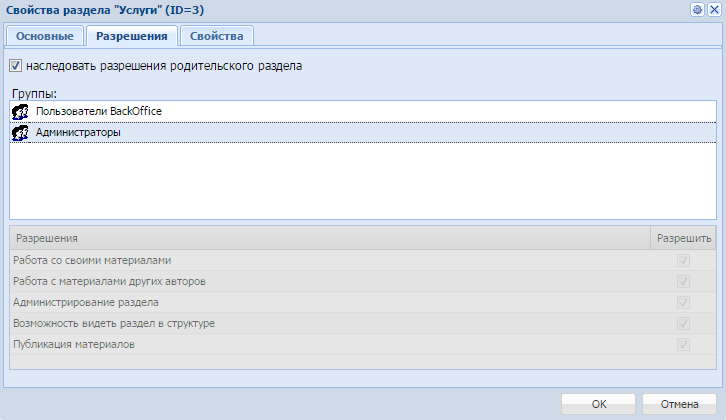 Свойства раздела "Услуги" (ID=3)
Основные Разрешения Свойства
наследовать разрешения родительского раздела
Группы:
Пользователи BackOffice
Администраторы
Разрешения Разрешить
Работа со своими материалами
Работа с материалами других авторов
Администрирование раздела
Возможность видеть раздел в структуре
Публикация материалов
ОК Отмена